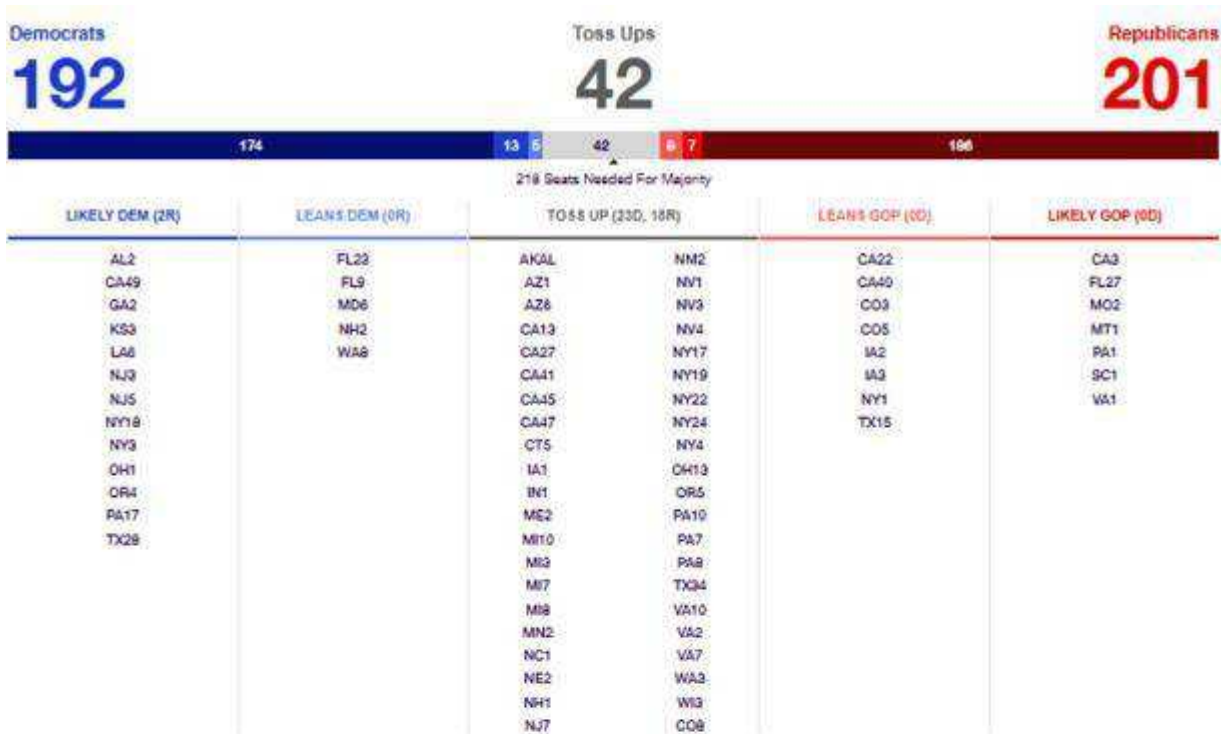 Democrats
192
Toss Ups
42
Republicans
201
174
13
5
42
8
7
186
218 Seats Needed For Majority
LIKELY DEM (2R)
AL2
CA49
GA2
KS3
LA6
NJ3
NJ5
NY18
NY3
OH1
OR4
PA17
TX28
LEANS DEM (0R)
FL23
FL9
MD6
NH2
WA8
TOSS UP (23D, 18R)
AKAL
AZ1
AZ6
CA13
CA27
CA41
CA45
CA47
CT5
IA1
IN1
ME2
MI10
MI3
MI7
MI8
MN2
NC1
NE2
NH1
NJ7
NM2
NV1
NV3
NV4
NY17
NY19
NY22
NY24
NY4
OH13
OR5
PA10
PA7
PA8
TX34
VA10
VA2
VA7
WA3
WI3
CO8
LEANS GOP (0D)
CA22
CA40
CO3
CO5
IA2
IA3
NY1
TX15
LIKELY GOP (0D)
CA3
FL27
MO2
MT1
PA1
SC1
VA1